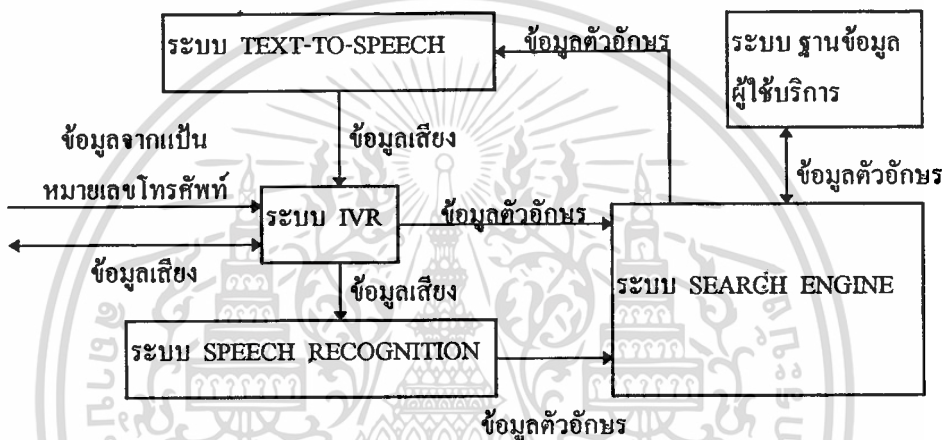 ระบบ TEXT-TO-SPEECH
ข้อมูลตัวอักษร
ระบบ ฐานข้อมูล
ผู้ใช้บริการ
ข้อมูลจากแป้น
หมายเลขโทรศัพท์
ข้อมูลเสียง
ข้อมูลตัวอักษร
ระบบ IVR
ข้อมูลตัวอักษร
ข้อมูลเสียง
ข้อมูลเสียง
ระบบ SEARCH ENGINE
ระบบ SPEECH RECOGNITION
ข้อมูลตัวอักษร